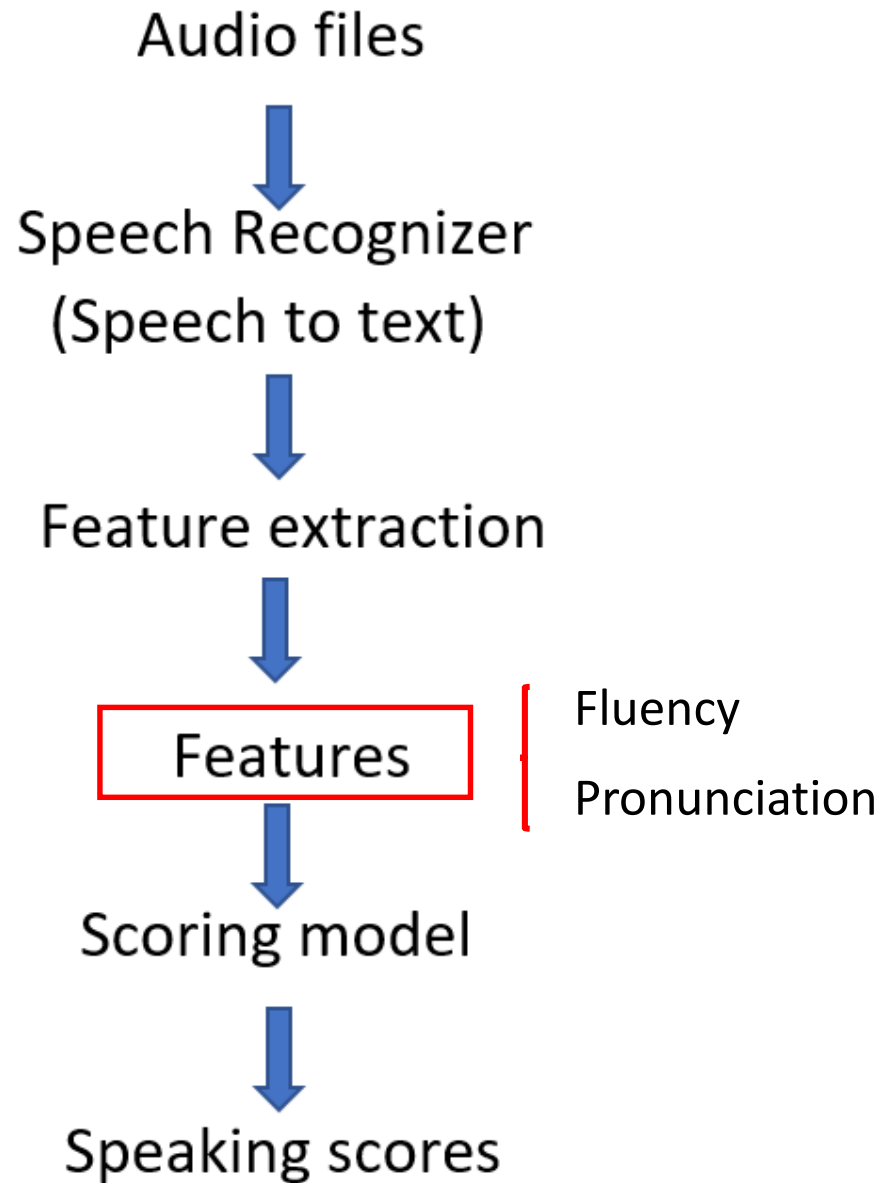 Audio files
Speech Recognizer
(Speech to text)
Feature extraction
Features
Fluency
Pronunciation
Scoring model
Speaking scores